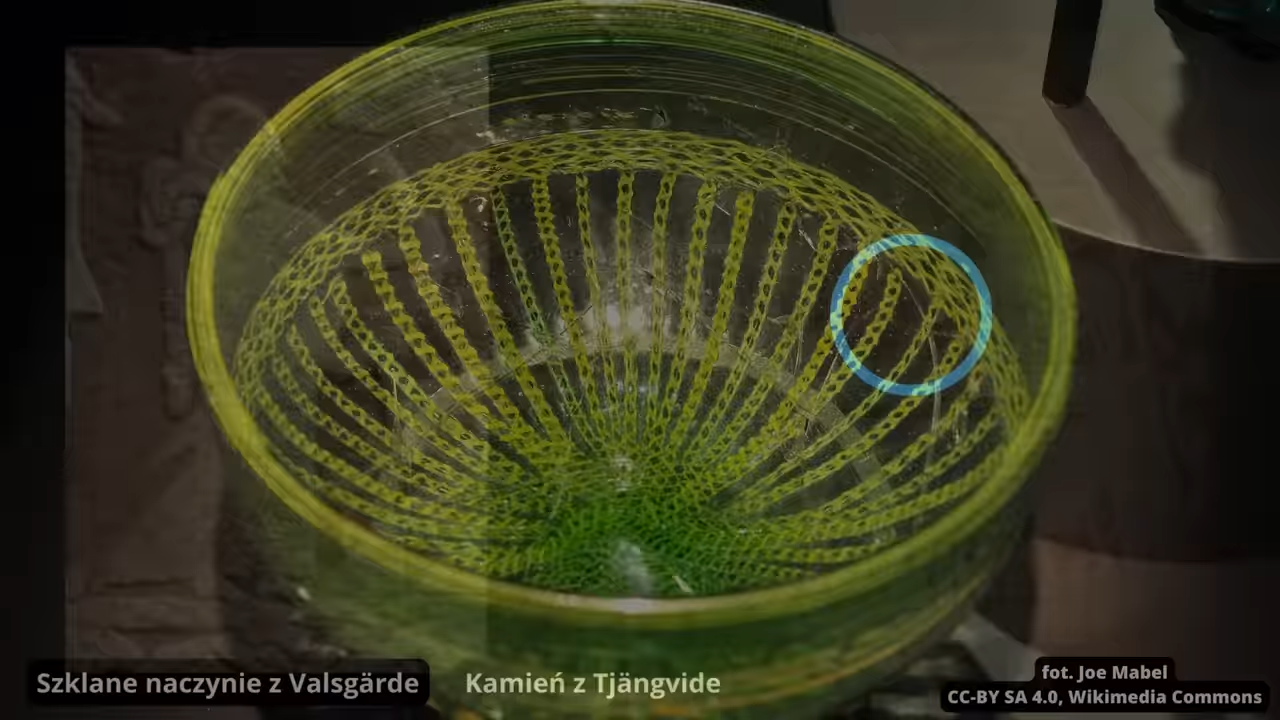 Szklane naczynie z Valsgärde
Kamień z Tjängvide
fot. Joe Mabel
CC-BY SA 4.0, Wikimedia Commons